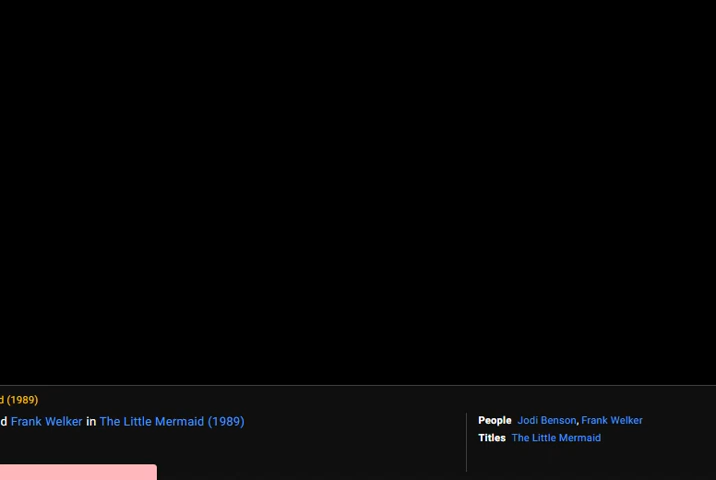 d (1989)
d Frank Welker in The Little Mermaid (1989)
People Jodi Benson, Frank Welker
Titles The Little Mermaid